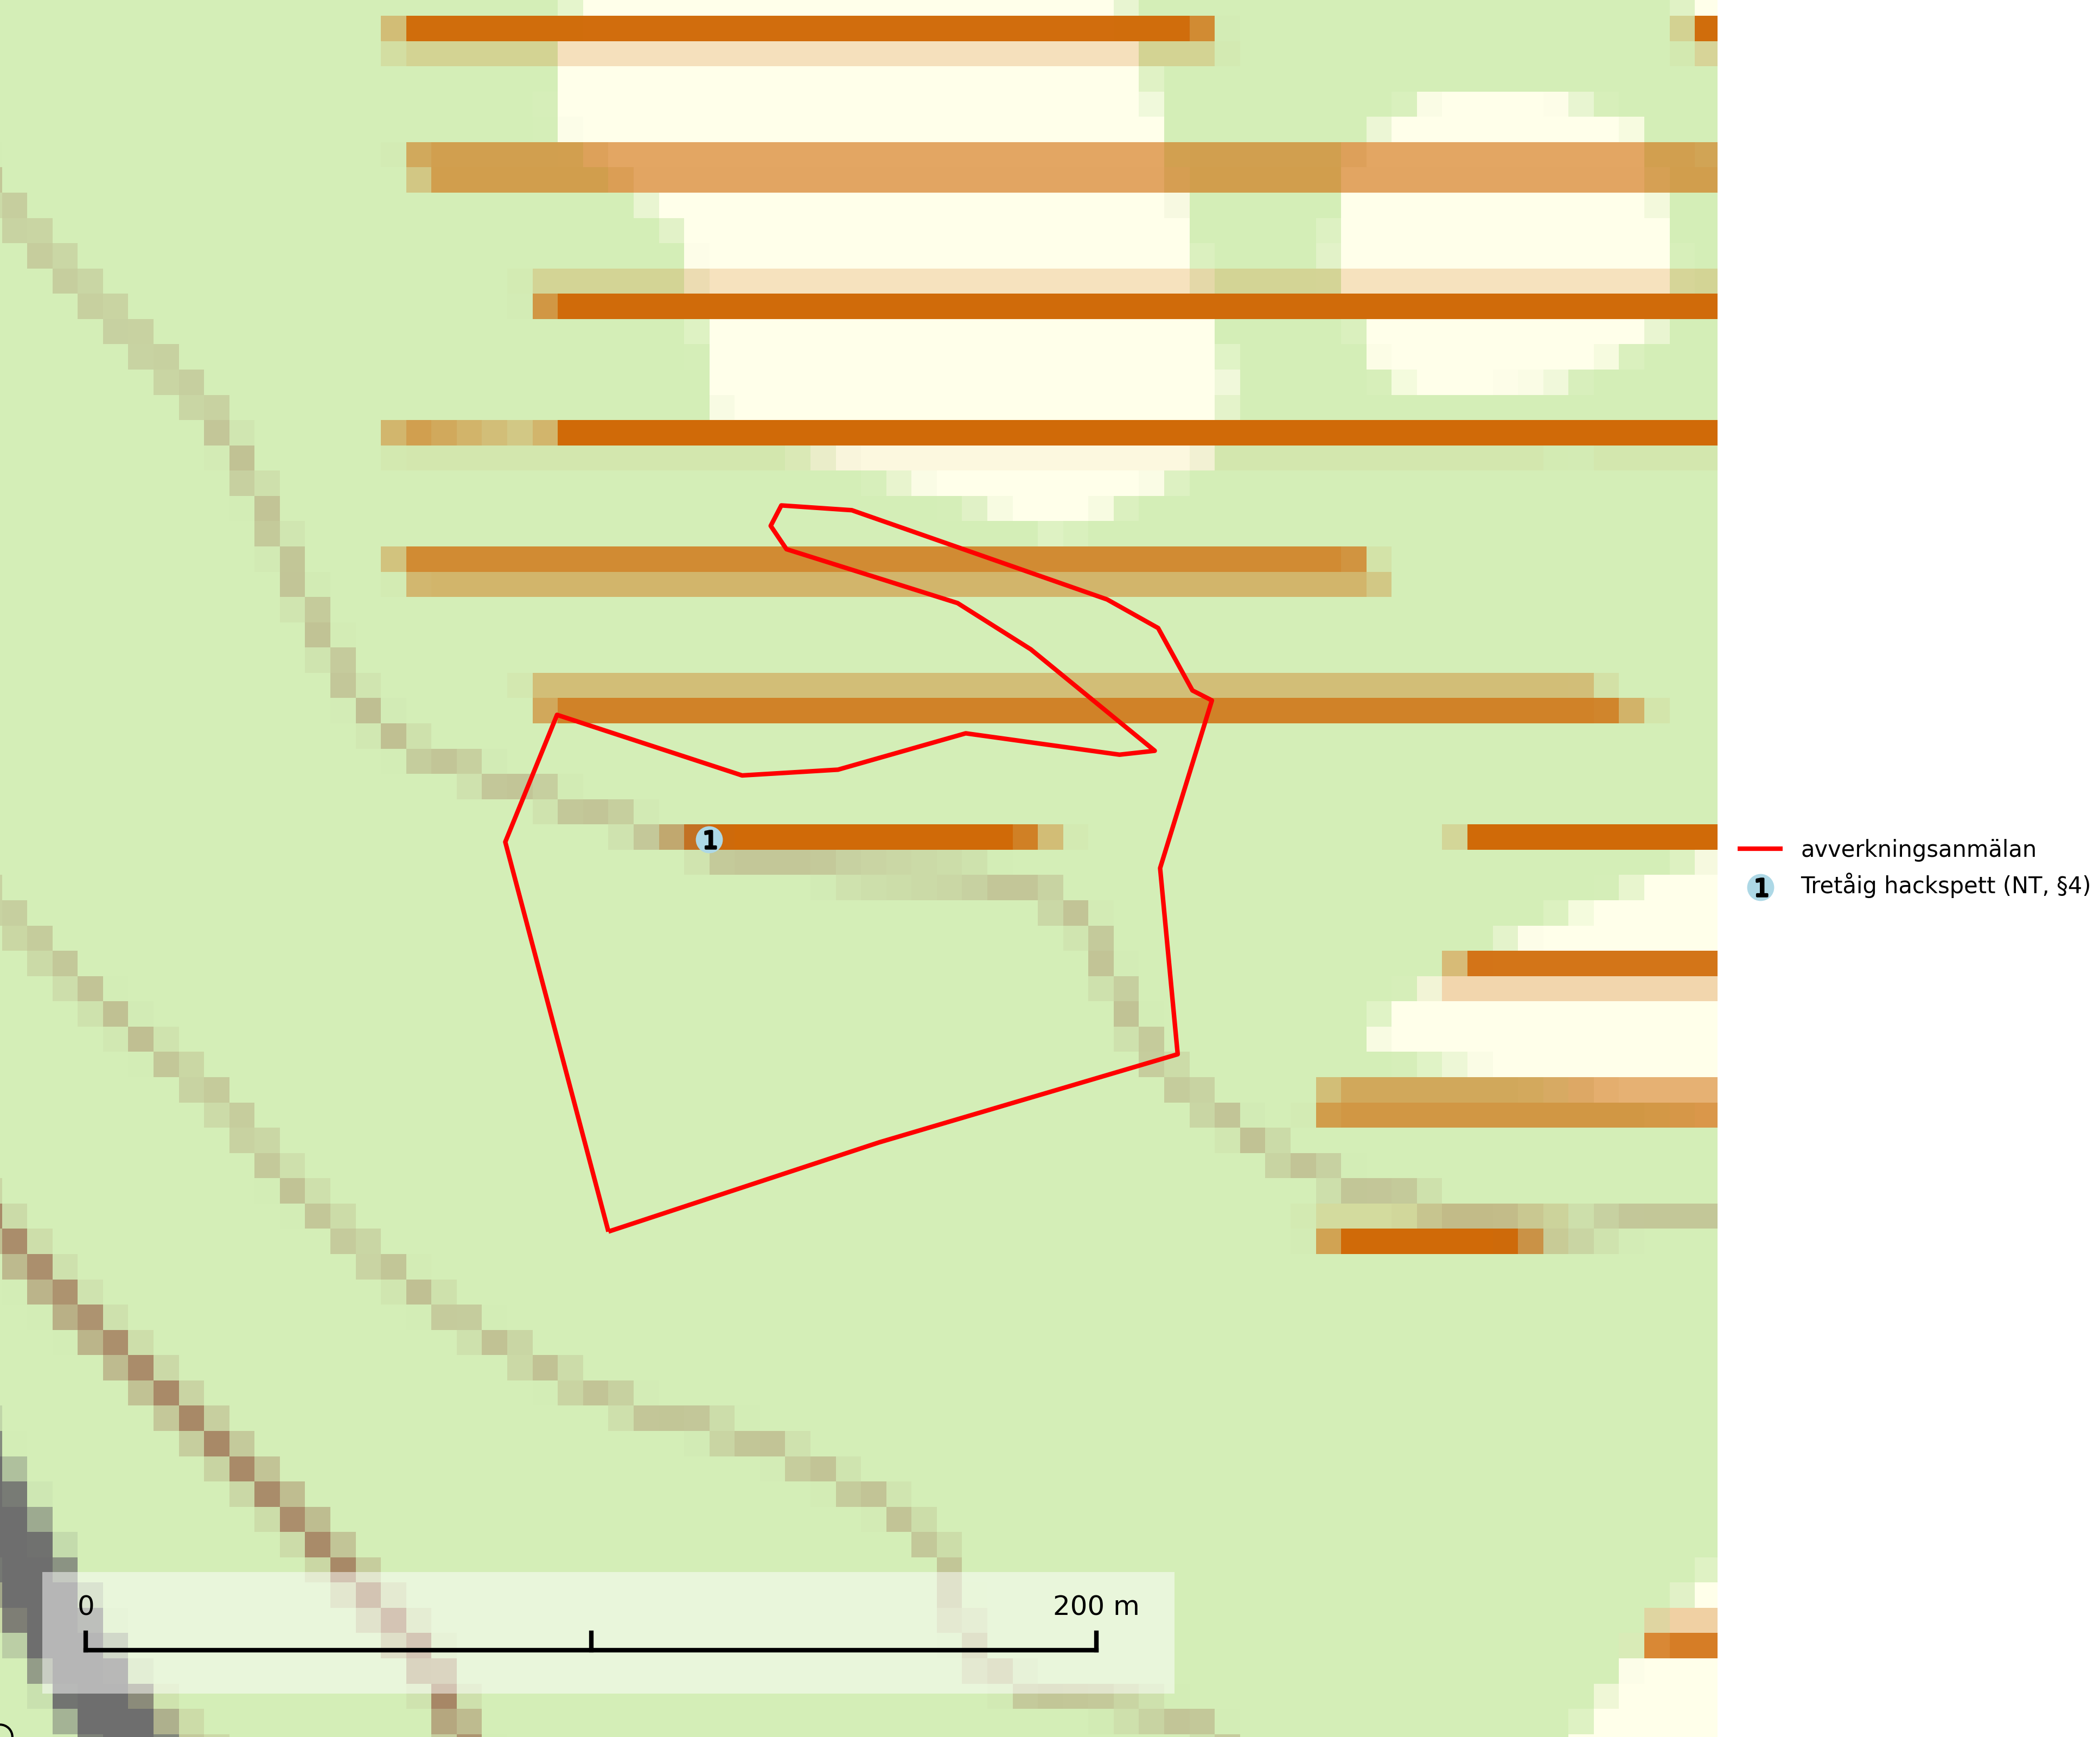 1
avverkningsanmälan
1 Tretåig hackspett (NT, §4)
0 200 m